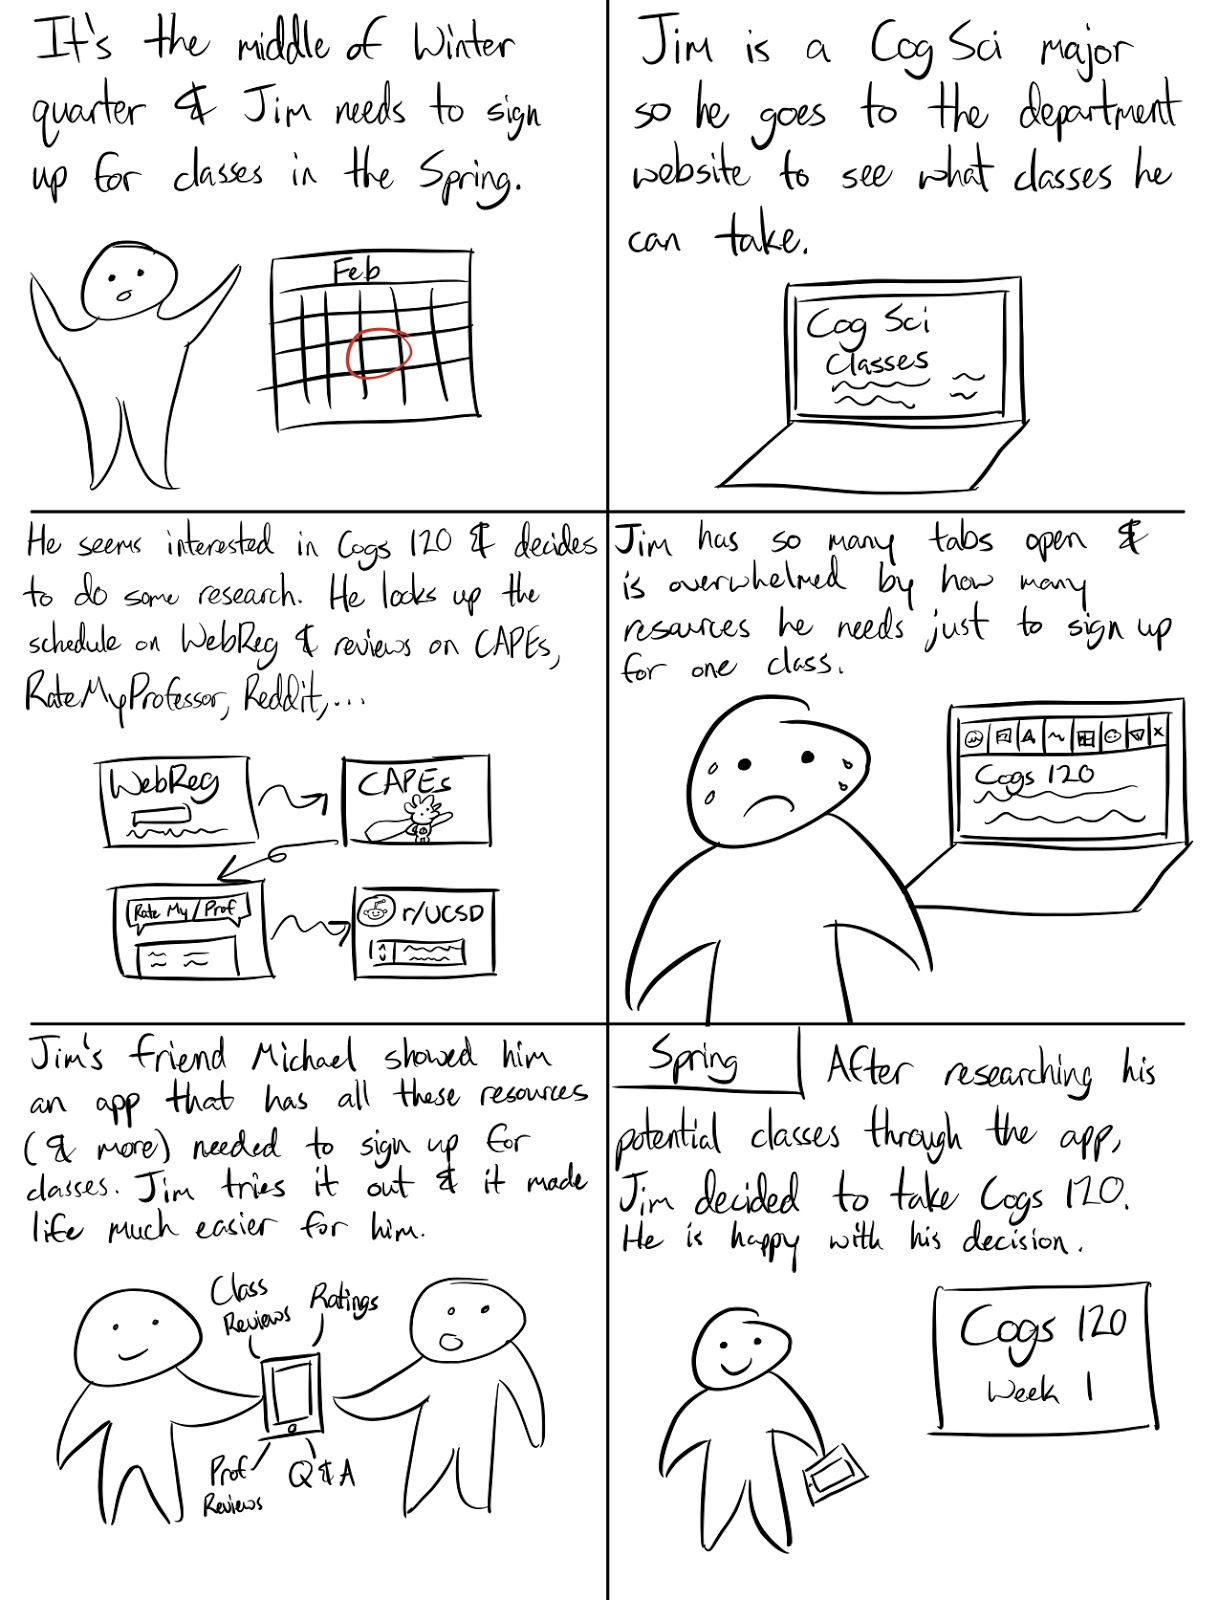 It's the middle of Winter
quarter & Jim needs to sign
up for classes in the Spring.
Feb
Jim is a Cog Sci major
so he goes to the department
website to see what classes he
can take.
Cog Sci
Classes
He seems interested in Cogs 120 & decides
to do some research. He looks up the
schedule on WebReg & reviews on CAPEs,
RateMyProfessor, Reddit,...
WebReg
CAPEs
Rate My/Prof
r/UCSD
Jim has so many tabs open &
is overwhelmed by how many
resources he needs just to sign up
for one class.
Cogs 120
Jim's friend Michael showed him
an app that has all these resources
(& more) needed to sign up for
classes. Jim tries it out & it made
life much easier for him.
Class
Reviews
Ratings
Prof
Reviews
Q&A
Spring
After researching his
potential classes through the app,
Jim decided to take Cogs 120.
He is happy with his decision.
Cogs 120
Week 1